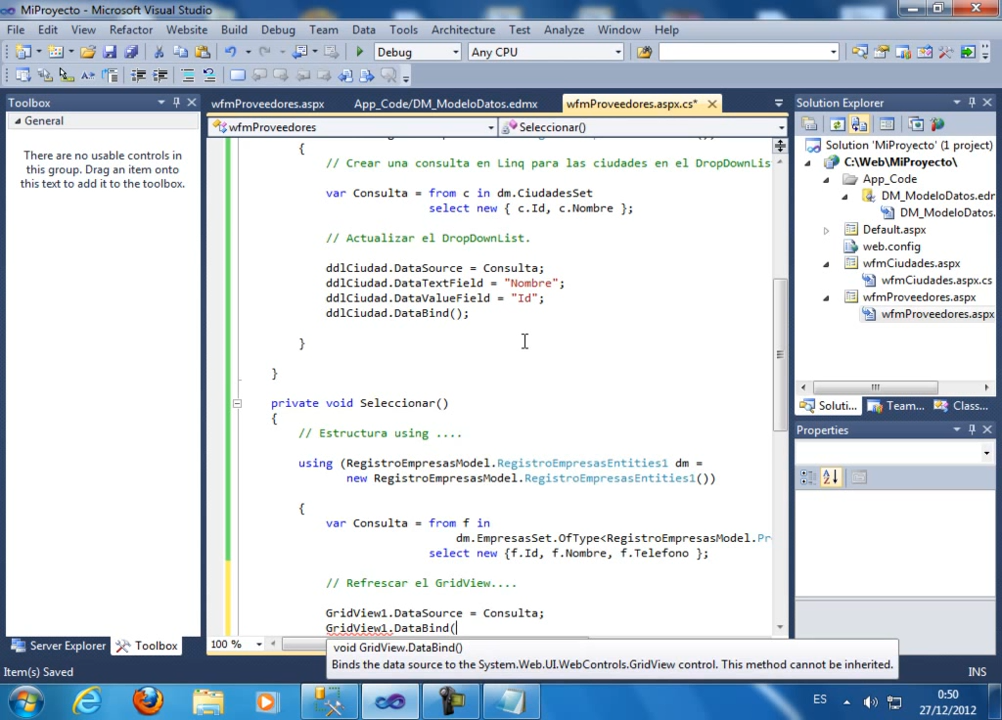 MiProyecto - Microsoft Visual Studio
File Edit View Refactor Website Build Debug Team Data Tools Architecture Test Analyze Window Help
Debug Any CPU
Toolbox
General
There are no usable controls in
this group. Drag an item onto
this text to add it to the toolbox.
Server Explorer Toolbox
wfmProveedores.aspx App_Code/DM_ModeloDatos.edmx wfmProveedores.aspx.cs*
wfmProveedores Seleccionar()
{
// Crear una consulta en Linq para las ciudades en el DropDownLis
var Consulta = from c in dm.CiudadesSet
select new { c.Id, c.Nombre };
// Actualizar el DropDownList.
ddlCiudad.DataSource = Consulta;
ddlCiudad.DataTextField = "Nombre";
ddlCiudad.DataValueField = "Id";
ddlCiudad.DataBind();
}
}
private void Seleccionar()
{
// Estructura using ....
using (RegistroEmpresasModel.RegistroEmpresasEntities1 dm =
new RegistroEmpresasModel.RegistroEmpresasEntities1())
{
var Consulta = from f in
dm.EmpresasSet.OfType<RegistroEmpresasModel.Pr
select new {f.Id, f.Nombre, f.Telefono };
// Refrescar el GridView....
GridView1.DataSource = Consulta;
GridView1.DataBind(
100 %
void GridView.DataBind()
Binds the data source to the System.Web.UI.WebControls.GridView control. This method cannot be inherited.
Solution Explorer
Solution 'MiProyecto' (1 project)
C:\Web\MiProyecto\
App_Code
DM_ModeloDatos.edr
DM_ModeloDatos.
Default.aspx
web.config
wfmCiudades.aspx
wfmCiudades.aspx.cs
wfmProveedores.aspx
wfmProveedores.aspx
Soluti... Team... Class...
Properties
Item(s) Saved
INS
ES
0:50
27/12/2012